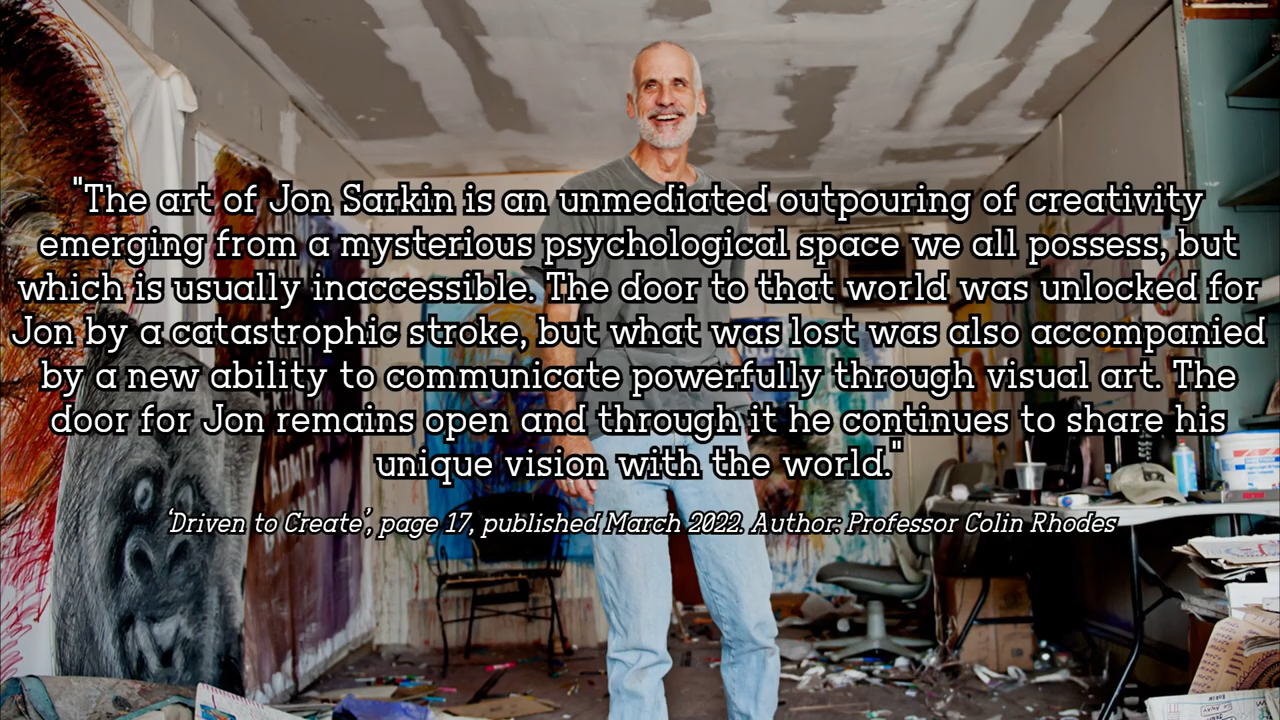 "The art of Jon Sarkin is an unmediated outpouring of creativity
emerging from a mysterious psychological space we all possess, but
which is usually inaccessible. The door to that world was unlocked for
Jon by a catastrophic stroke, but what was lost was also accompanied
by a new ability to communicate powerfully through visual art. The
door for Jon remains open and through it he continues to share his
unique vision with the world."
'Driven to Create', page 17, published March 2022. Author: Professor Colin Rhodes